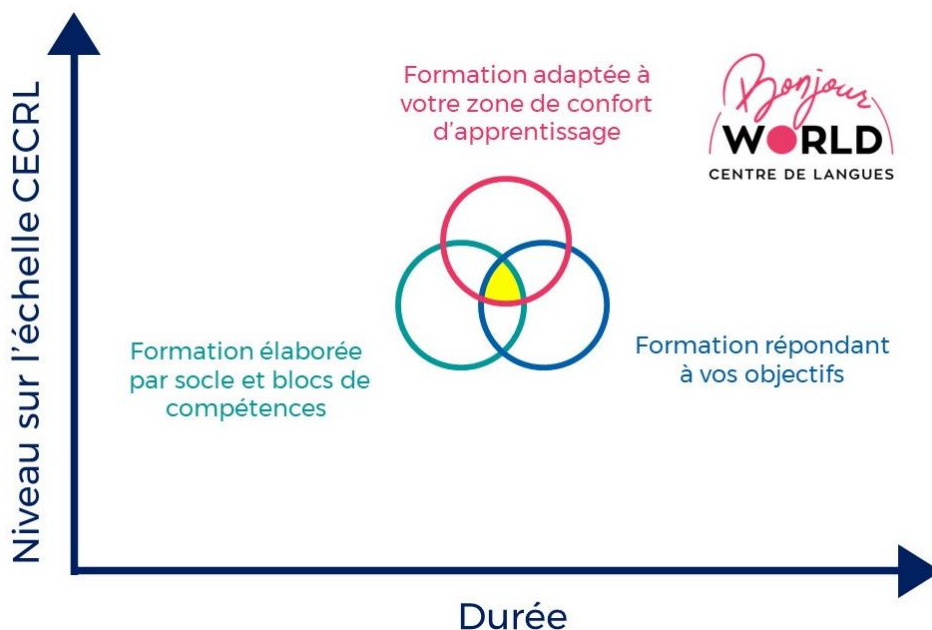 Niveau sur l'échelle CECRL
Formation adaptée à
votre zone de confort
d'apprentissage
Bonjour
WORLD
CENTRE DE LANGUES
Formation élaborée
par socle et blocs de
compétences
Formation répondant
à vos objectifs
Durée